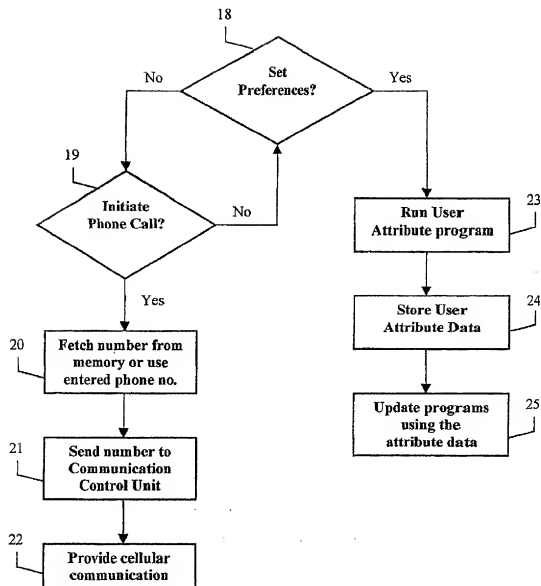 18
Set
Preferences?
No
Yes
19
Initiate
Phone Call?
No
Yes
Run User
Attribute program
23
Store User
Attribute Data
24
Update programs
using the
attribute data
25
20
Fetch number from
memory or use
entered phone no.
21
Send number to
Communication
Control Unit
22
Provide cellular
communication